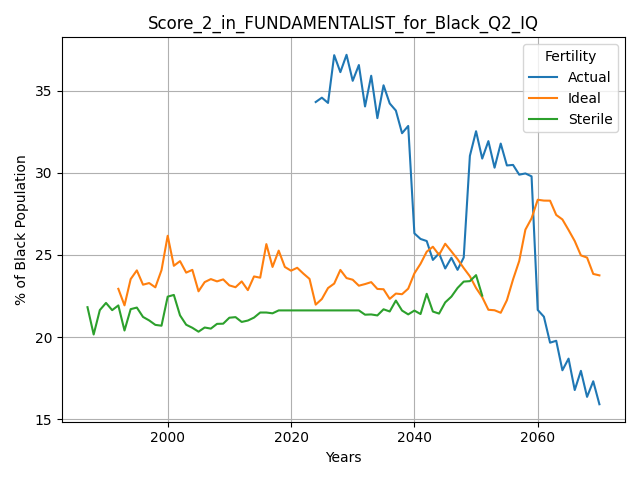 Score_2_in_FUNDAMENTALIST_for_Black_Q2_IQ
Fertility
Actual
Ideal
Sterile
% of Black Population
35
30
25
20
15
2000
2020
2040
2060
Years